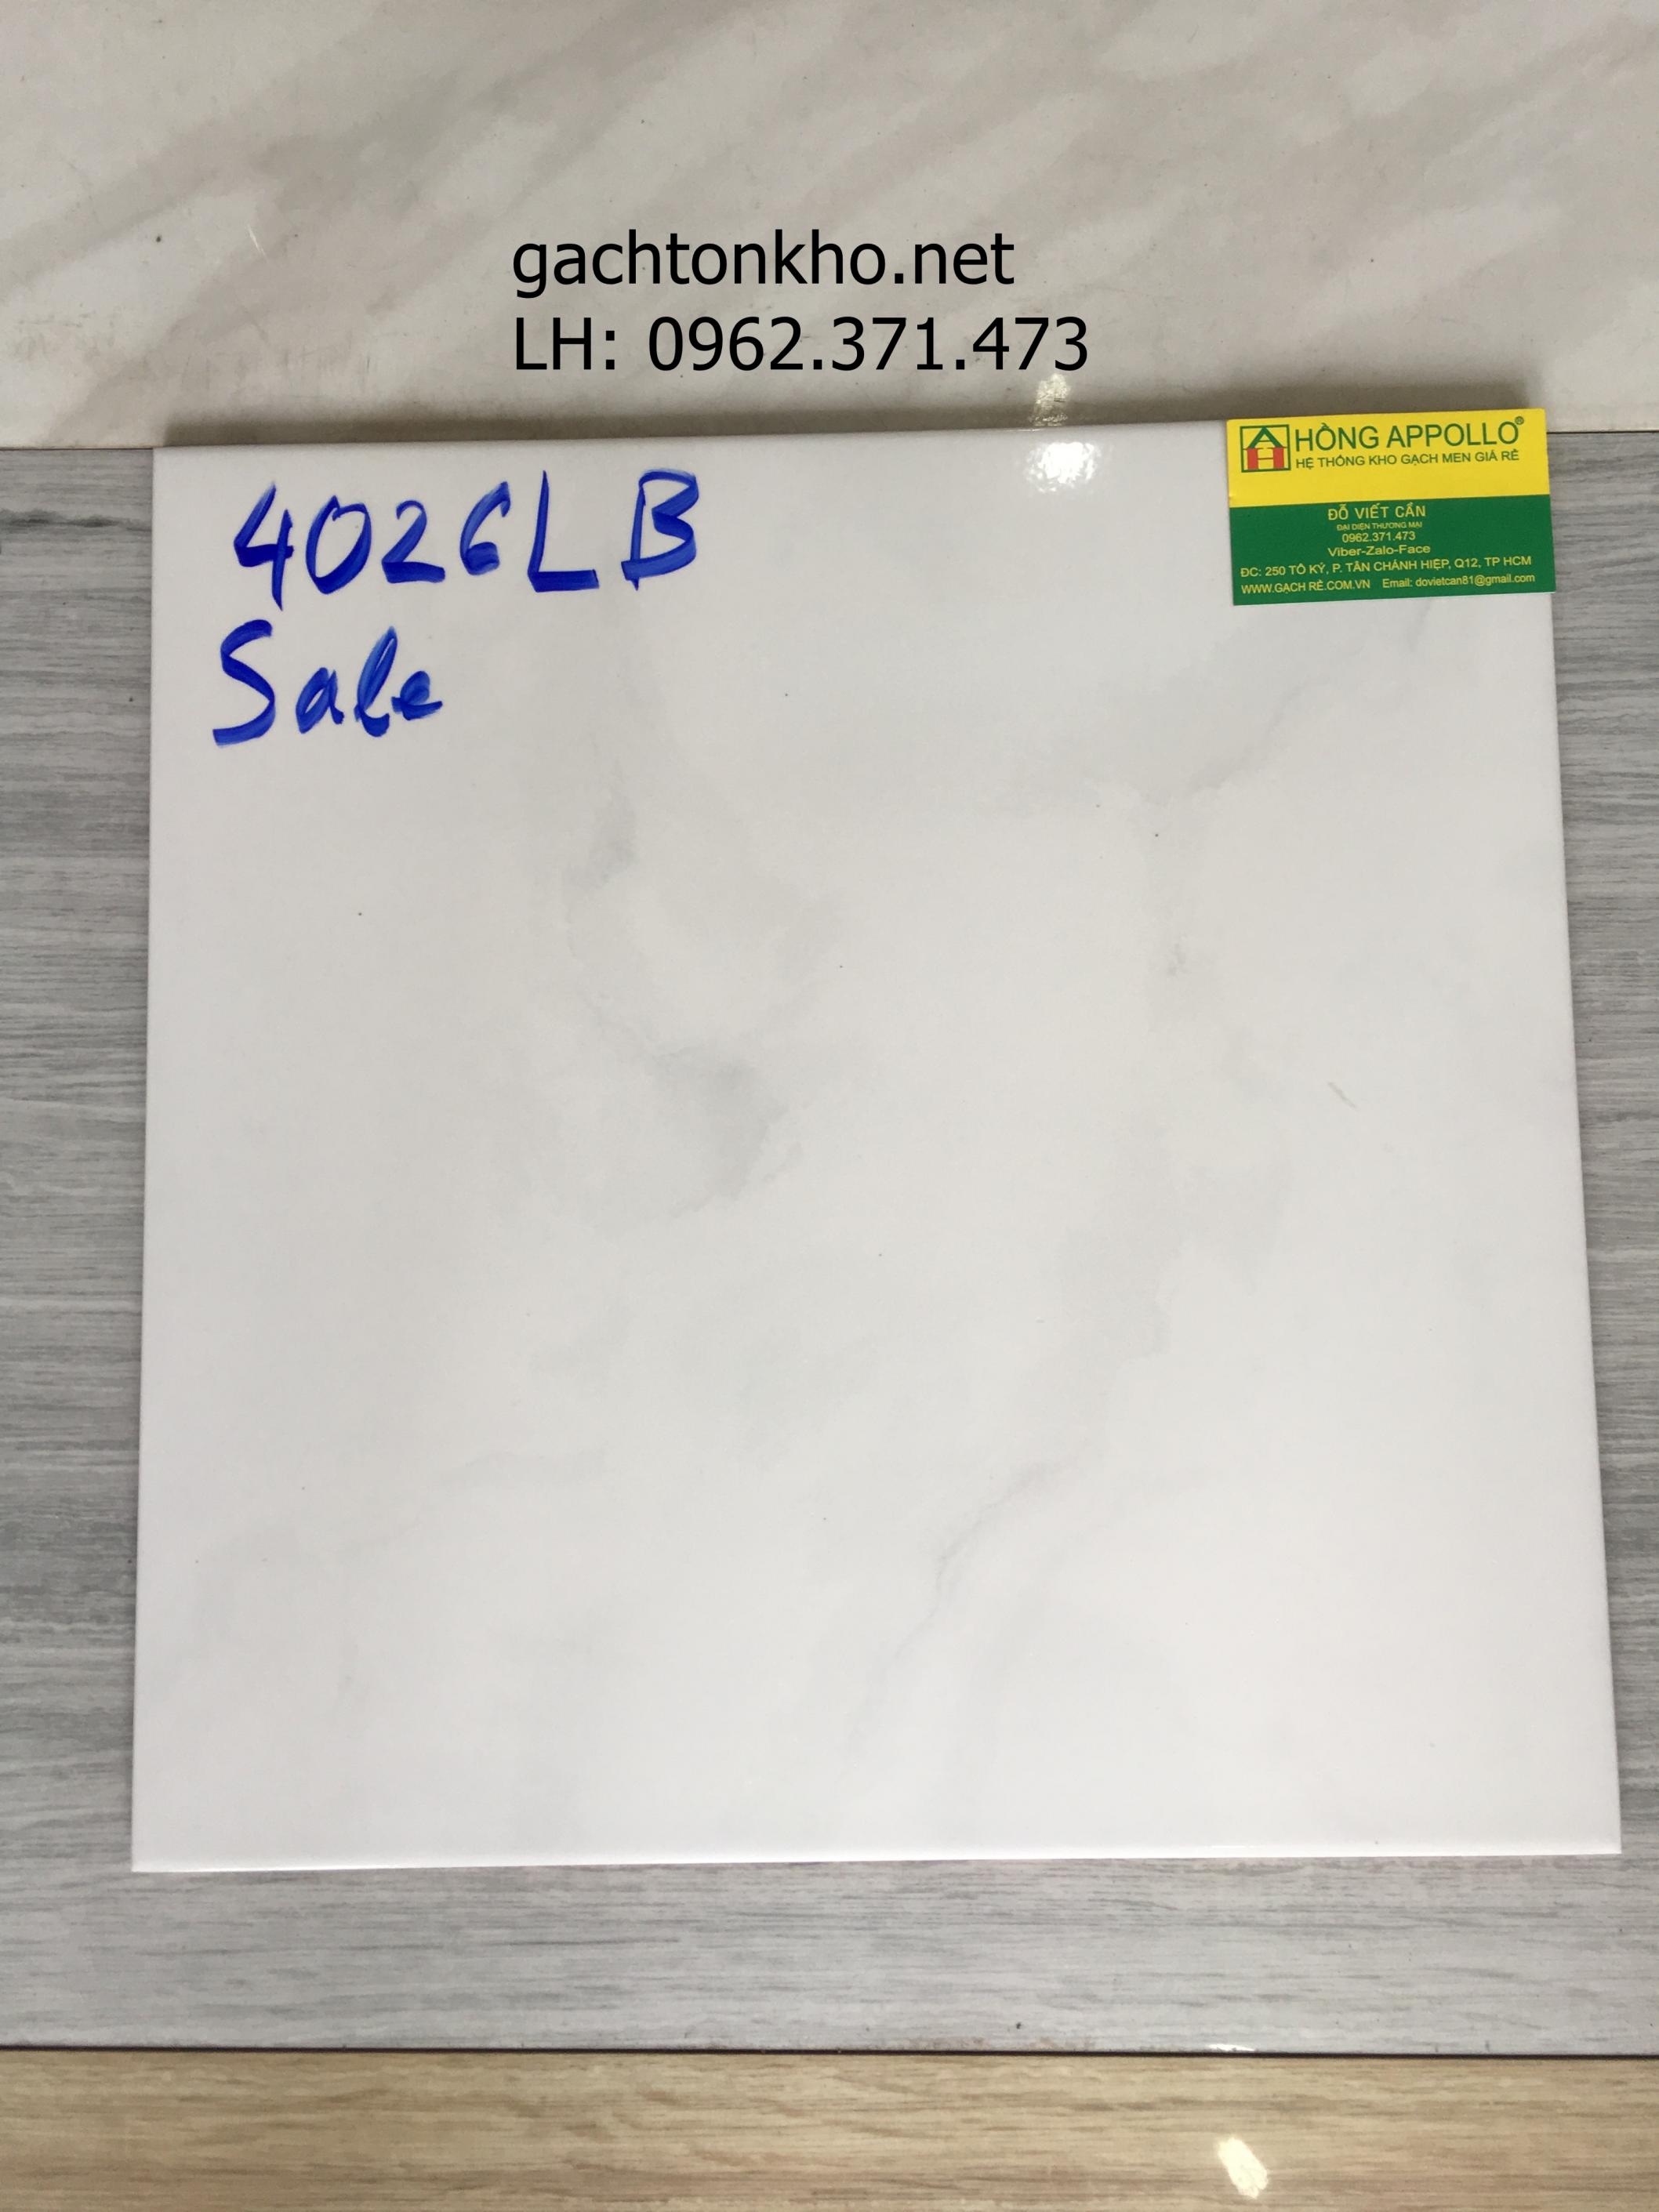 gachtonkho.net
LH: 0962.371.473
HỒNG APPOLLO®
HỆ THỐNG KHO GẠCH MEN GIÁ RẺ
ĐỖ VIẾT CẦN
ĐẠI DIỆN THƯƠNG MẠI
0962.371.473
Viber-Zalo-Face
ĐC: 250 TÔ KÝ, P. TÂN CHÁNH HIỆP, Q12, TP HCM
WWW.GẠCH RẺ.COM.VN Email: dovietcan81@gmail.com
4026LB
Sale